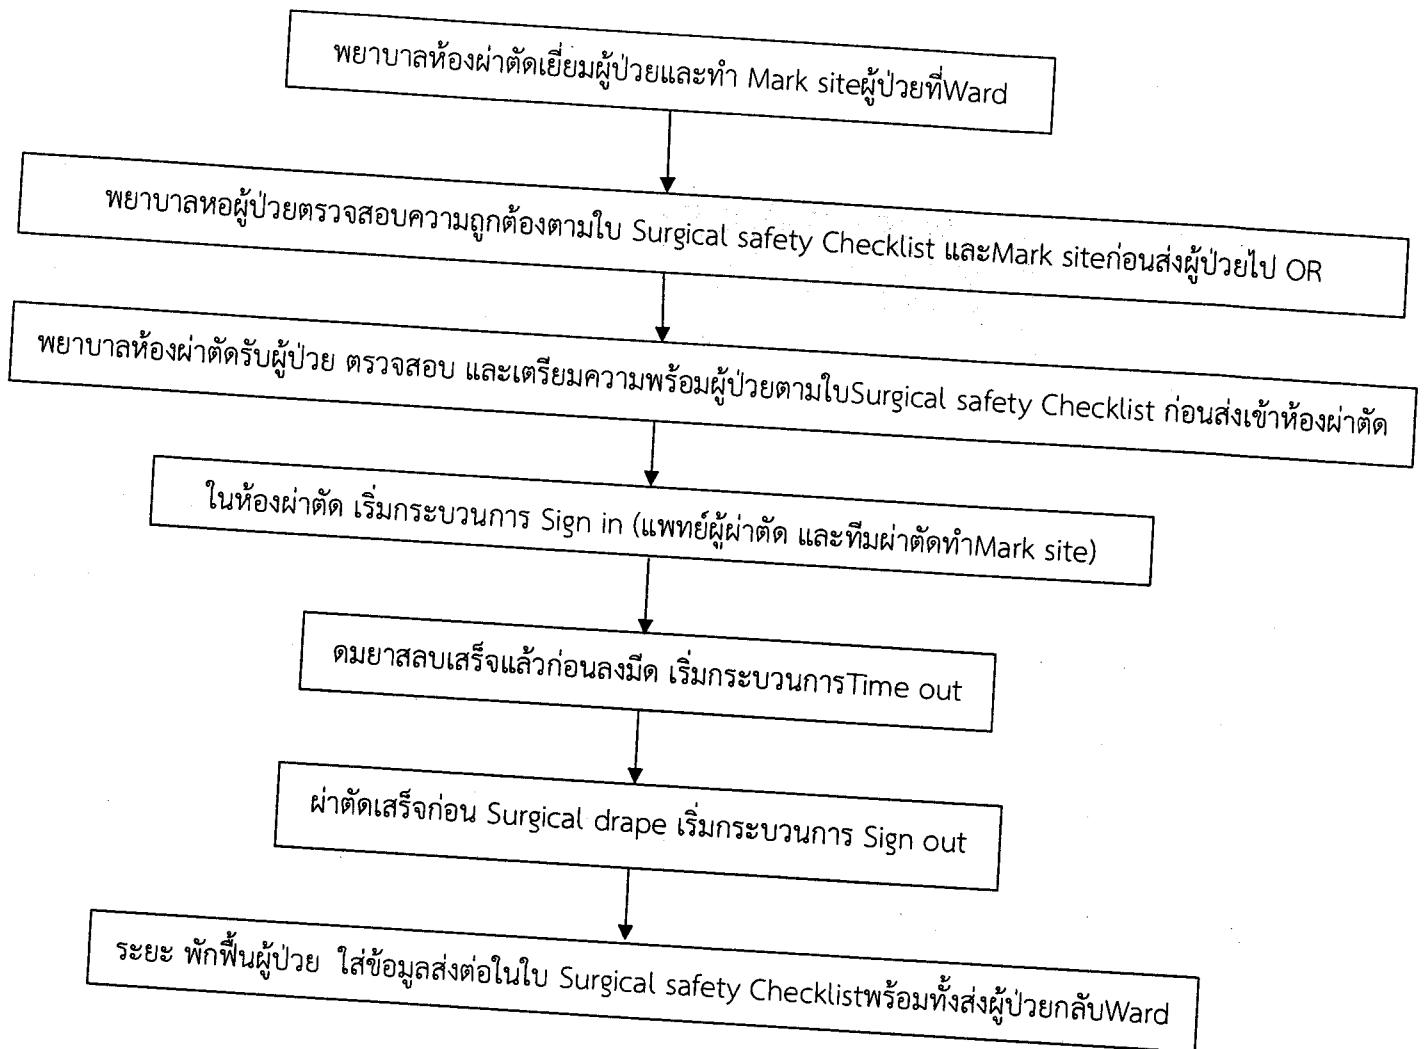 พยาบาลห้องผ่าตัดเยี่ยมผู้ป่วยและทำ Mark siteผู้ป่วยที่Ward
พยาบาลหอผู้ป่วยตรวจสอบความถูกต้องตามใบ Surgical safety Checklist และMark siteก่อนส่งผู้ป่วยไป OR
พยาบาลห้องผ่าตัดรับผู้ป่วย ตรวจสอบ และเตรียมความพร้อมผู้ป่วยตามใบSurgical safety Checklist ก่อนส่งเข้าห้องผ่าตัด
ในห้องผ่าตัด เริ่มกระบวนการ Sign in (แพทย์ผู้ผ่าตัด และทีมผ่าตัดทำMark site)
ดมยาสลบเสร็จแล้วก่อนลงมีด เริ่มกระบวนการTime out
ผ่าตัดเสร็จก่อน Surgical drape เริ่มกระบวนการ Sign out
ระยะ พักฟื้นผู้ป่วย ใส่ข้อมูลส่งต่อในใบ Surgical safety Checklistพร้อมทั้งส่งผู้ป่วยกลับWard